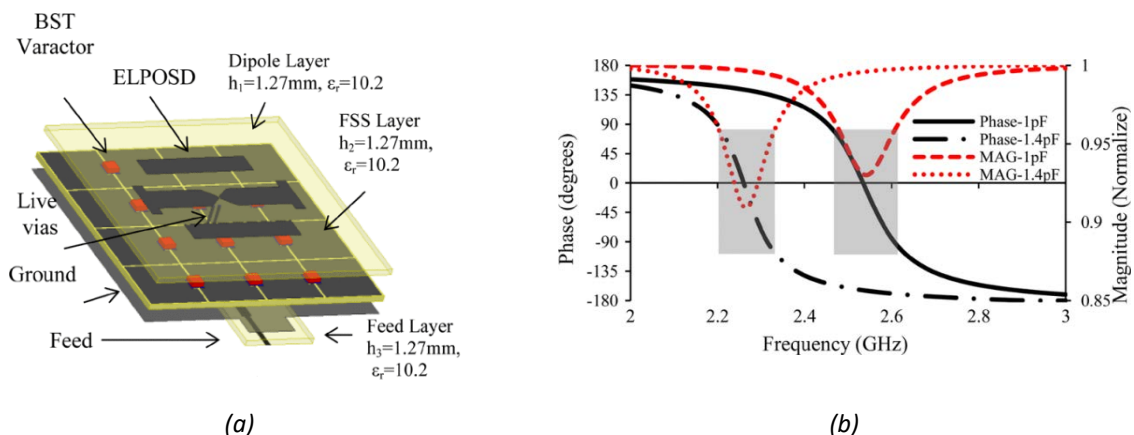 BST
Varactor
ELPOSD
Dipole Layer
h₁=1.27mm, εᵣ=10.2
FSS Layer
h₂=1.27mm,
εᵣ=10.2
Live
vias
Ground
Feed
Feed Layer
h₃=1.27mm,
εᵣ=10.2
(a)
Phase (degrees)
180
135
90
45
0
-45
-90
-135
-180
2
2.2
2.4
2.6
2.8
3
Frequency (GHz)
Phase-1pF
Phase-1.4pF
MAG-1pF
MAG-1.4pF
1
0.95
0.9
0.85
Magnitude (Normalize)
(b)